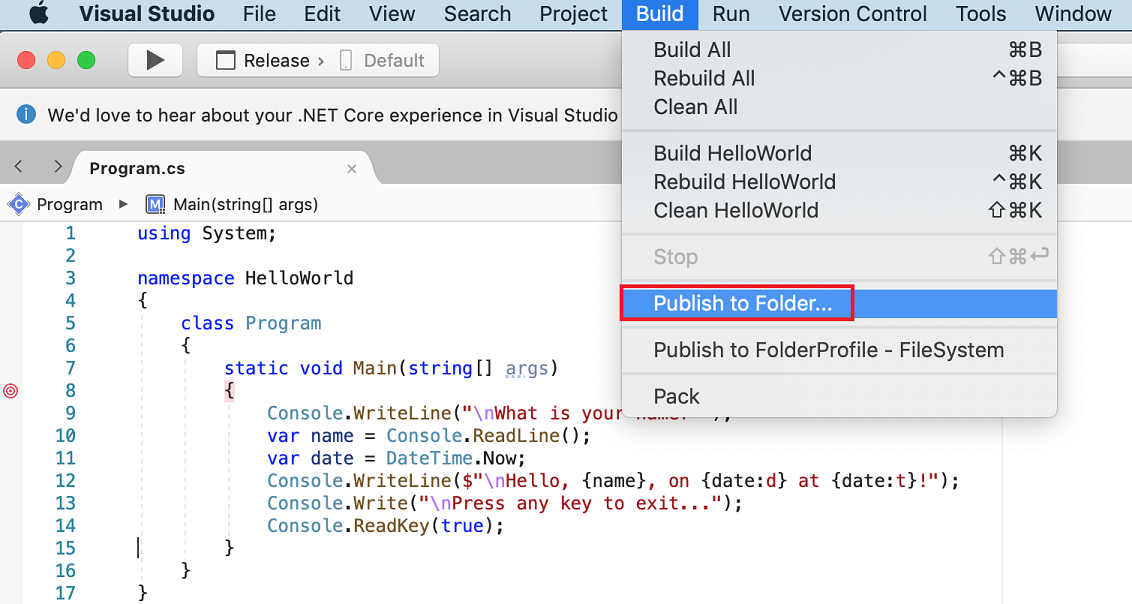 Visual Studio File Edit View Search Project Build Run Version Control Tools Window
Release › Default
We'd love to hear about your .NET Core experience in Visual Studio
Build All ⌘B
Rebuild All ^⌘B
Clean All
Build HelloWorld ⌘K
Rebuild HelloWorld ^⌘K
Clean HelloWorld ⇧⌘K
Stop ⇧⌘↩
Publish to Folder...
Publish to FolderProfile - FileSystem
Pack
Program.cs ×
Program ▸ M Main(string[] args)
1 using System;
2
3 namespace HelloWorld
4 {
5 class Program
6 {
7 static void Main(string[] args)
8 {
9 Console.WriteLine("\nWhat is your
10 var name = Console.ReadLine();
11 var date = DateTime.Now;
12 Console.WriteLine($"\nHello, {name}, on {date:d} at {date:t}!");
13 Console.Write("\nPress any key to exit...");
14 Console.ReadKey(true);
15 }
16 }
17 }